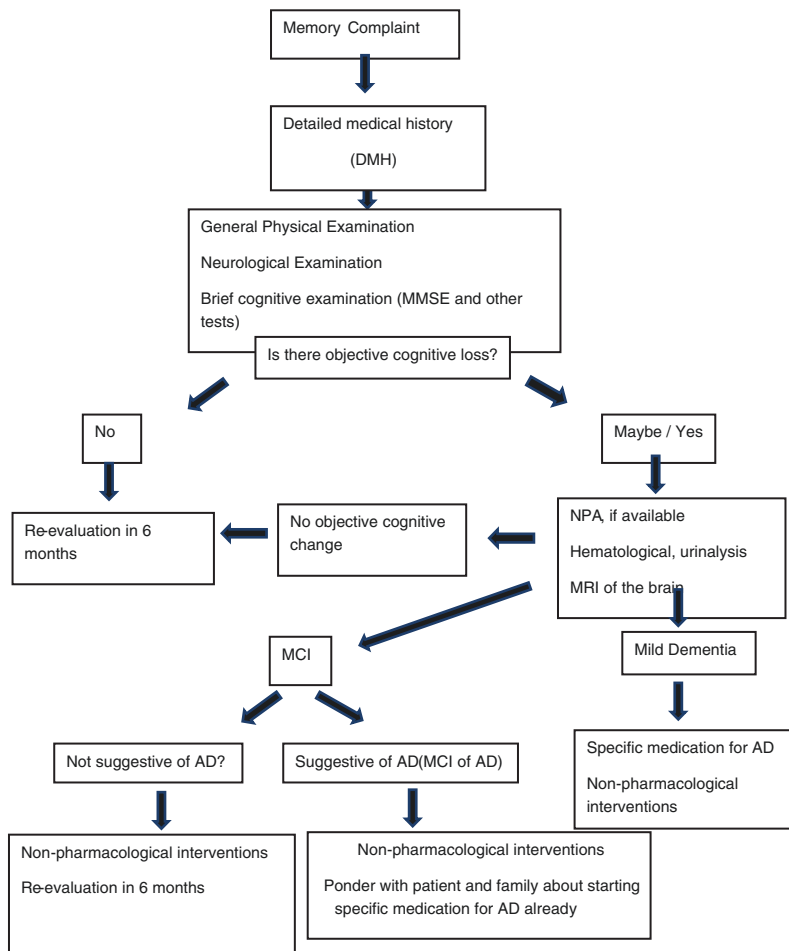 Memory Complaint
Detailed medical history
(DMH)
General Physical Examination
Neurological Examination
Brief cognitive examination (MMSE and other
tests)
Is there objective cognitive loss?
No
Maybe / Yes
Re-evaluation in 6
months
No objective cognitive
change
NPA, if available
Hematological, urinalysis
MRI of the brain
MCI
Mild Dementia
Not suggestive of AD?
Suggestive of AD(MCI of AD)
Specific medication for AD
Non-pharmacological
interventions
Non-pharmacological interventions
Re-evaluation in 6 months
Non-pharmacological interventions
Ponder with patient and family about starting
specific medication for AD already